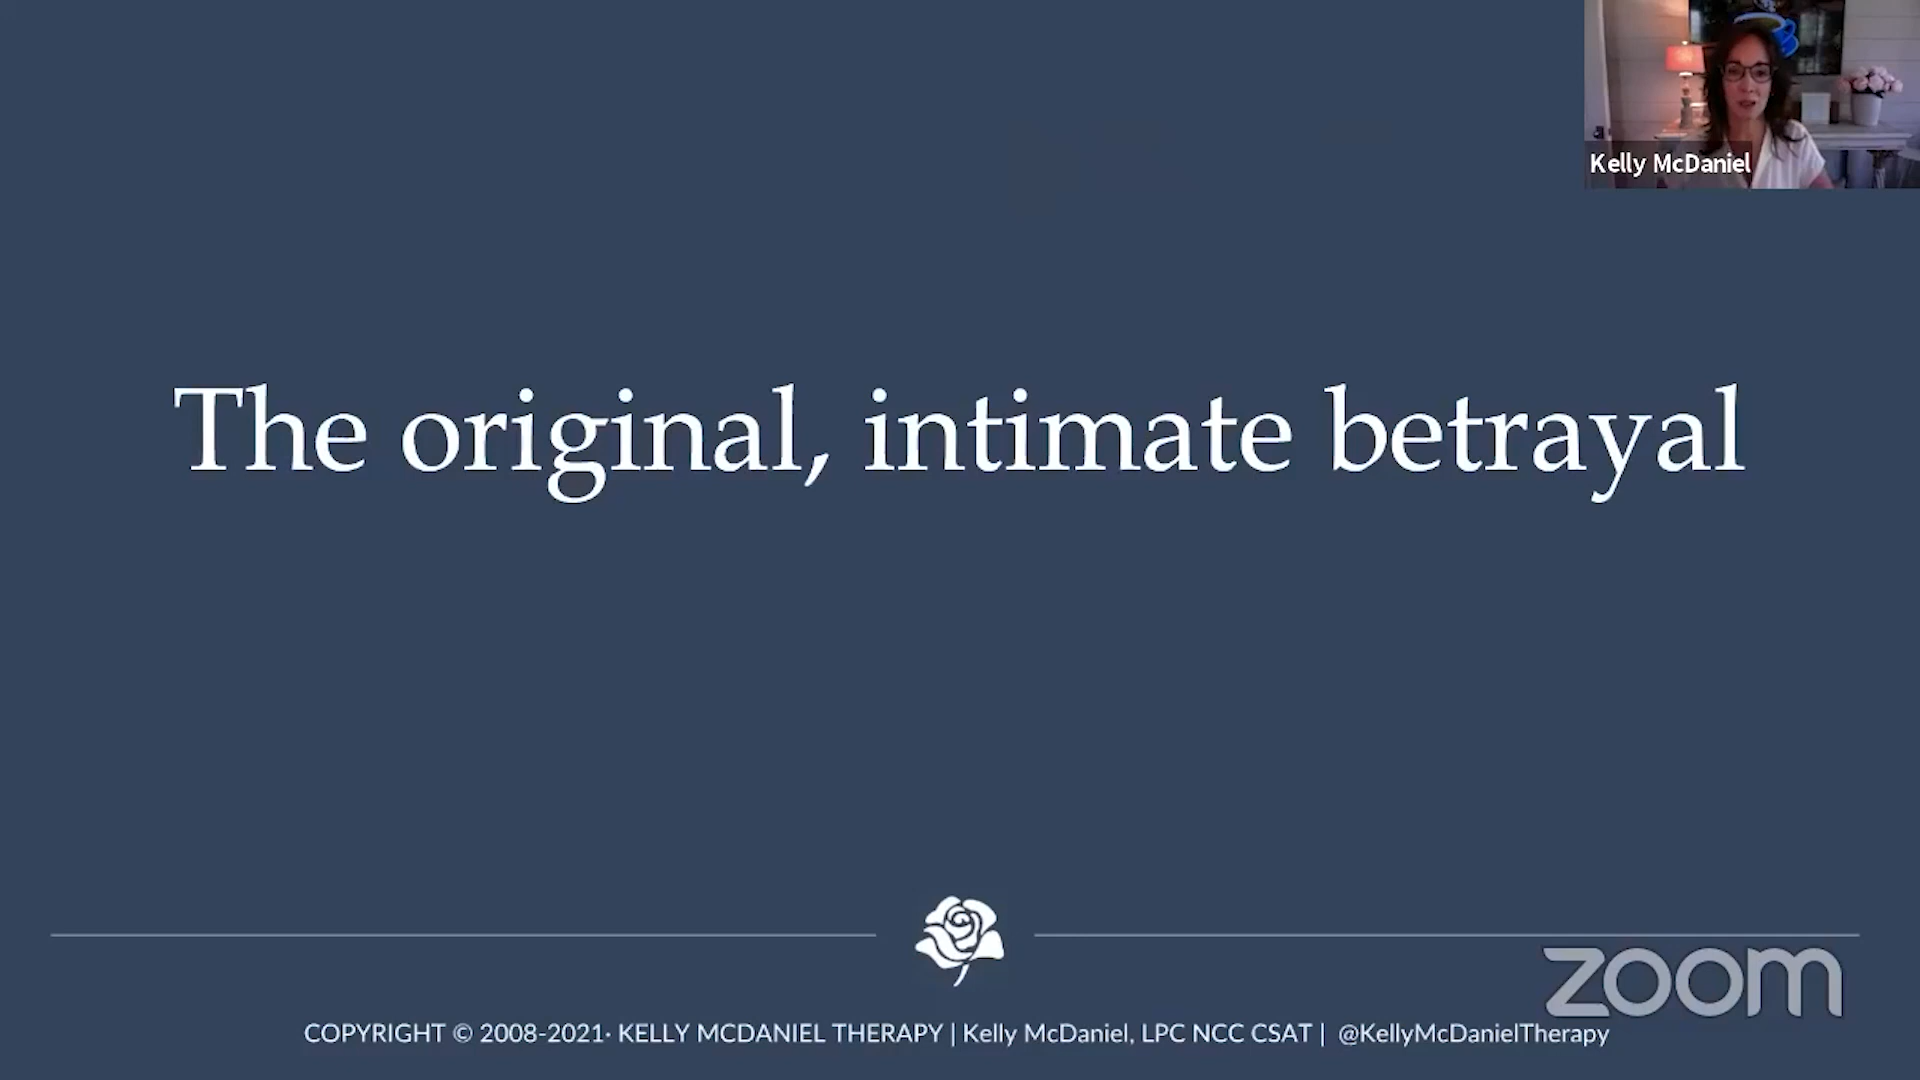 Kelly McDaniel
The original, intimate betrayal
zoom
COPYRIGHT © 2008-2021· KELLY MCDANIEL THERAPY | Kelly McDaniel, LPC NCC CSAT | @KellyMcDanielTherapy